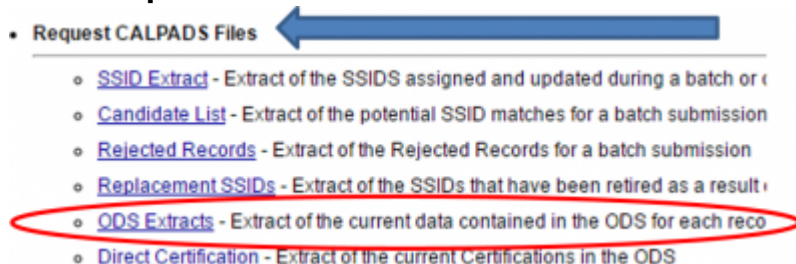 Request CALPADS Files
SSID Extract - Extract of the SSIDS assigned and updated during a batch or
Candidate List - Extract of the potential SSID matches for a batch submission
Rejected Records - Extract of the Rejected Records for a batch submission
Replacement SSIDs - Extract of the SSIDs that have been retired as a result
ODS Extracts - Extract of the current data contained in the ODS for each reco
Direct Certification - Extract of the current Certifications in the ODS